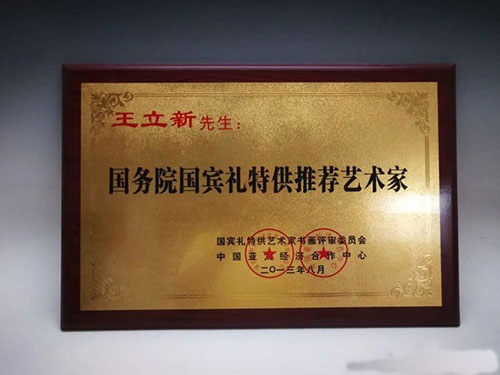 王立新先生：
国务院国宾礼特供推荐艺术家
国宾礼特供艺术家书画评审委员会
中国亚 经济合作中心
二〇一三年八月